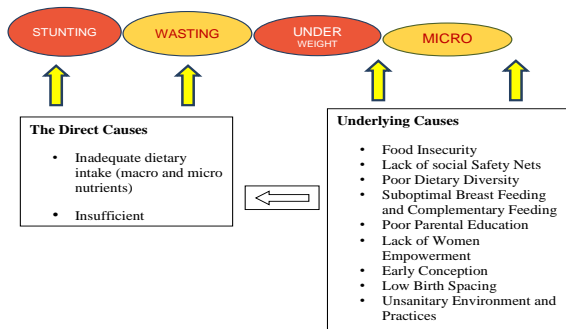 STUNTING
WASTING
UNDER
WEIGHT
MICRO
The Direct Causes
• Inadequate dietary
intake (macro and micro
nutrients)
• Insufficient
Underlying Causes
• Food Insecurity
• Lack of social Safety Nets
• Poor Dietary Diversity
• Suboptimal Breast Feeding
and Complementary Feeding
• Poor Parental Education
• Lack of Women
Empowerment
• Early Conception
• Low Birth Spacing
• Unsanitary Environment and
Practices